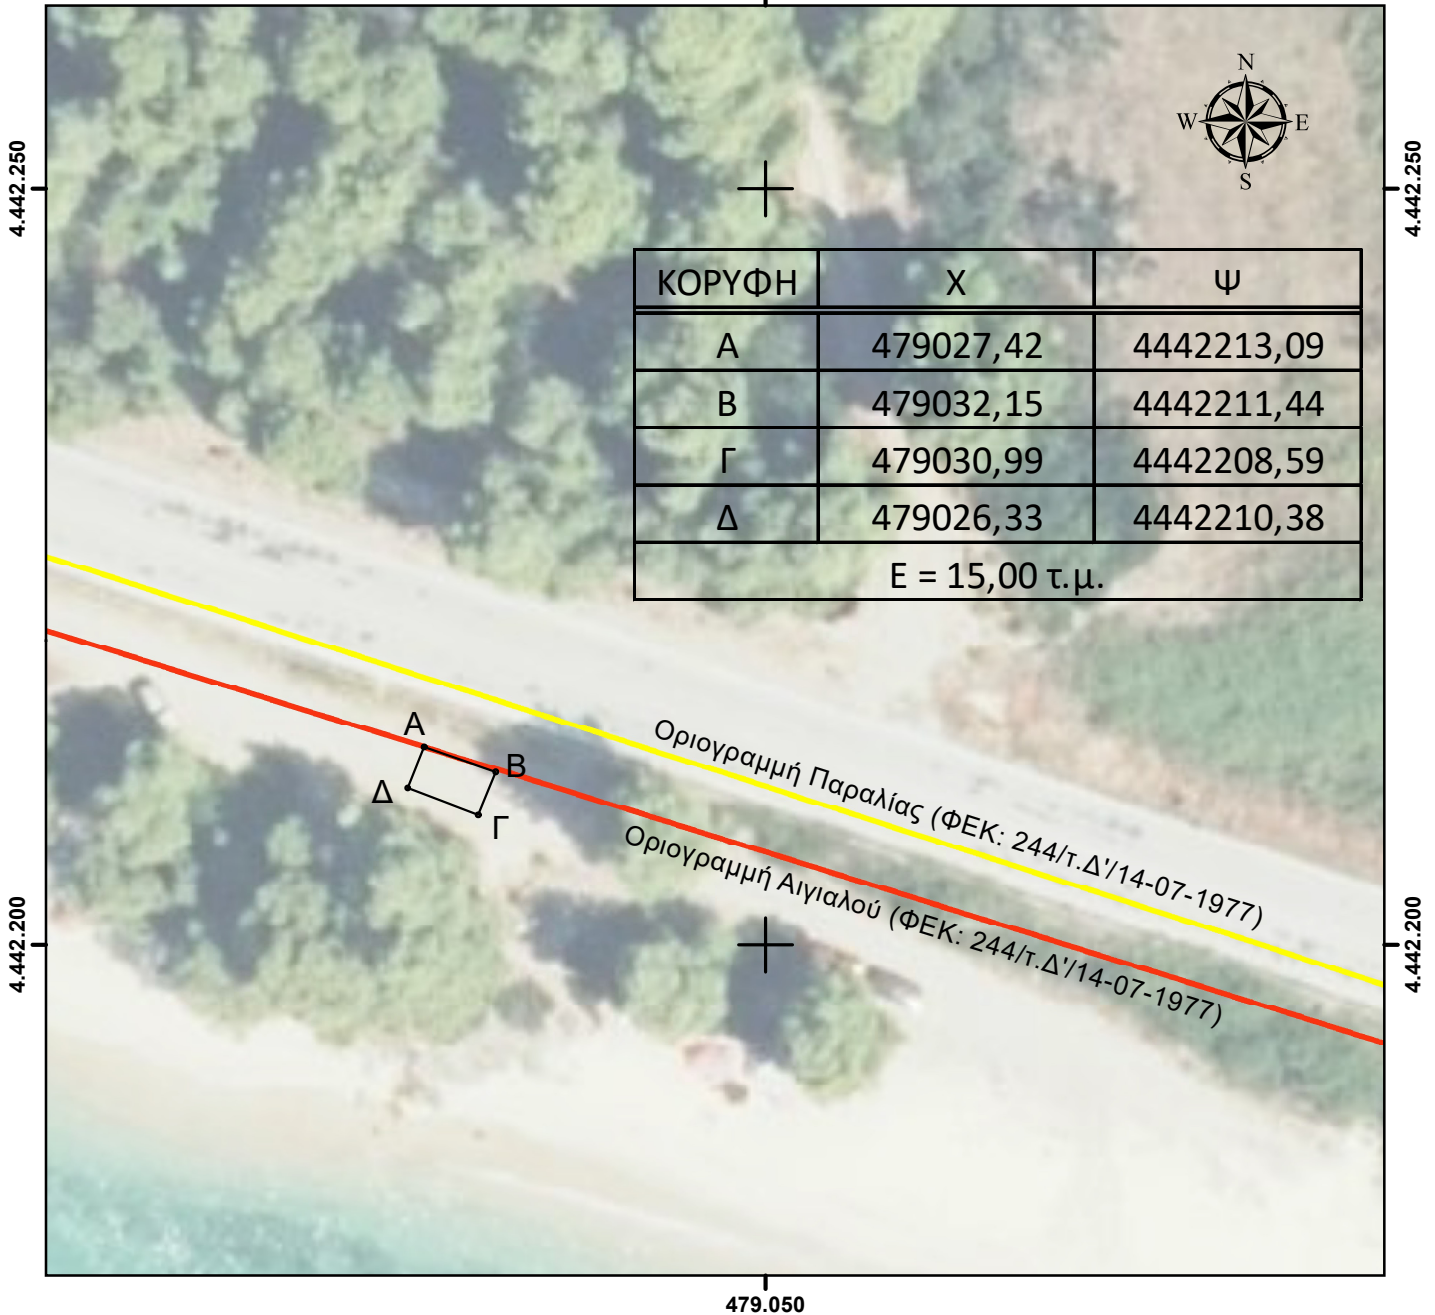 N
W E
S
4.442.250 4.442.250
ΚΟΡΥΦΗ Χ Ψ
Α 479027,42 4442213,09
Β 479032,15 4442211,44
Γ 479030,99 4442208,59
Δ 479026,33 4442210,38
Ε = 15,00 τ.μ.
Α
Β
Δ
Γ
Οριογραμμή Παραλίας (ΦΕΚ: 244/τ.Δ'/14-07-1977)
Οριογραμμή Αιγιαλού (ΦΕΚ: 244/τ.Δ'/14-07-1977)
4.442.200 4.442.200
479.050